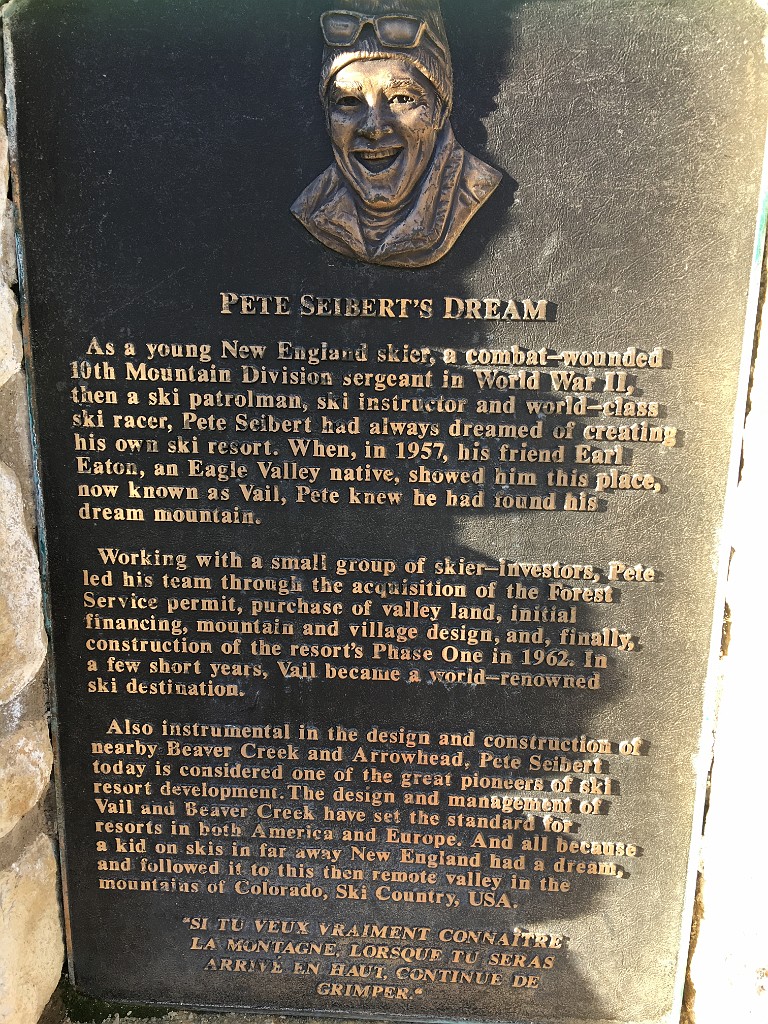 PETE SEIBERT'S DREAM
As a young New England skier, a combat-wounded
10th Mountain Division sergeant in World War II,
then a ski patrolman, ski instructor and world-class
ski racer, Pete Seibert had always dreamed of creating
his own ski resort. When, in 1957, his friend Earl
Eaton, an Eagle Valley native, showed him this place,
now known as Vail, Pete knew he had found his
dream mountain.
Working with a small group of skier-investors, Pete
led his team through the acquisition of the Forest
Service permit, purchase of valley land, initial
financing, mountain and village design, and, finally,
construction of the resort's Phase One in 1962. In
a few short years, Vail became a world-renowned
ski destination.
Also instrumental in the design and construction of
nearby Beaver Creek and Arrowhead, Pete Seibert
today is considered one of the great pioneers of ski
resort development. The design and management of
Vail and Beaver Creek have set the standard for
resorts in both America and Europe. And all because
a kid on skis in far away New England had a dream,
and followed it to this then remote valley in the
mountains of Colorado, Ski Country, USA.
"SI TU VEUX VRAIMENT CONNAÎTRE
LA MONTAGNE, LORSQUE TU SERAS
ARRIVÉ EN HAUT, CONTINUE DE
GRIMPER."